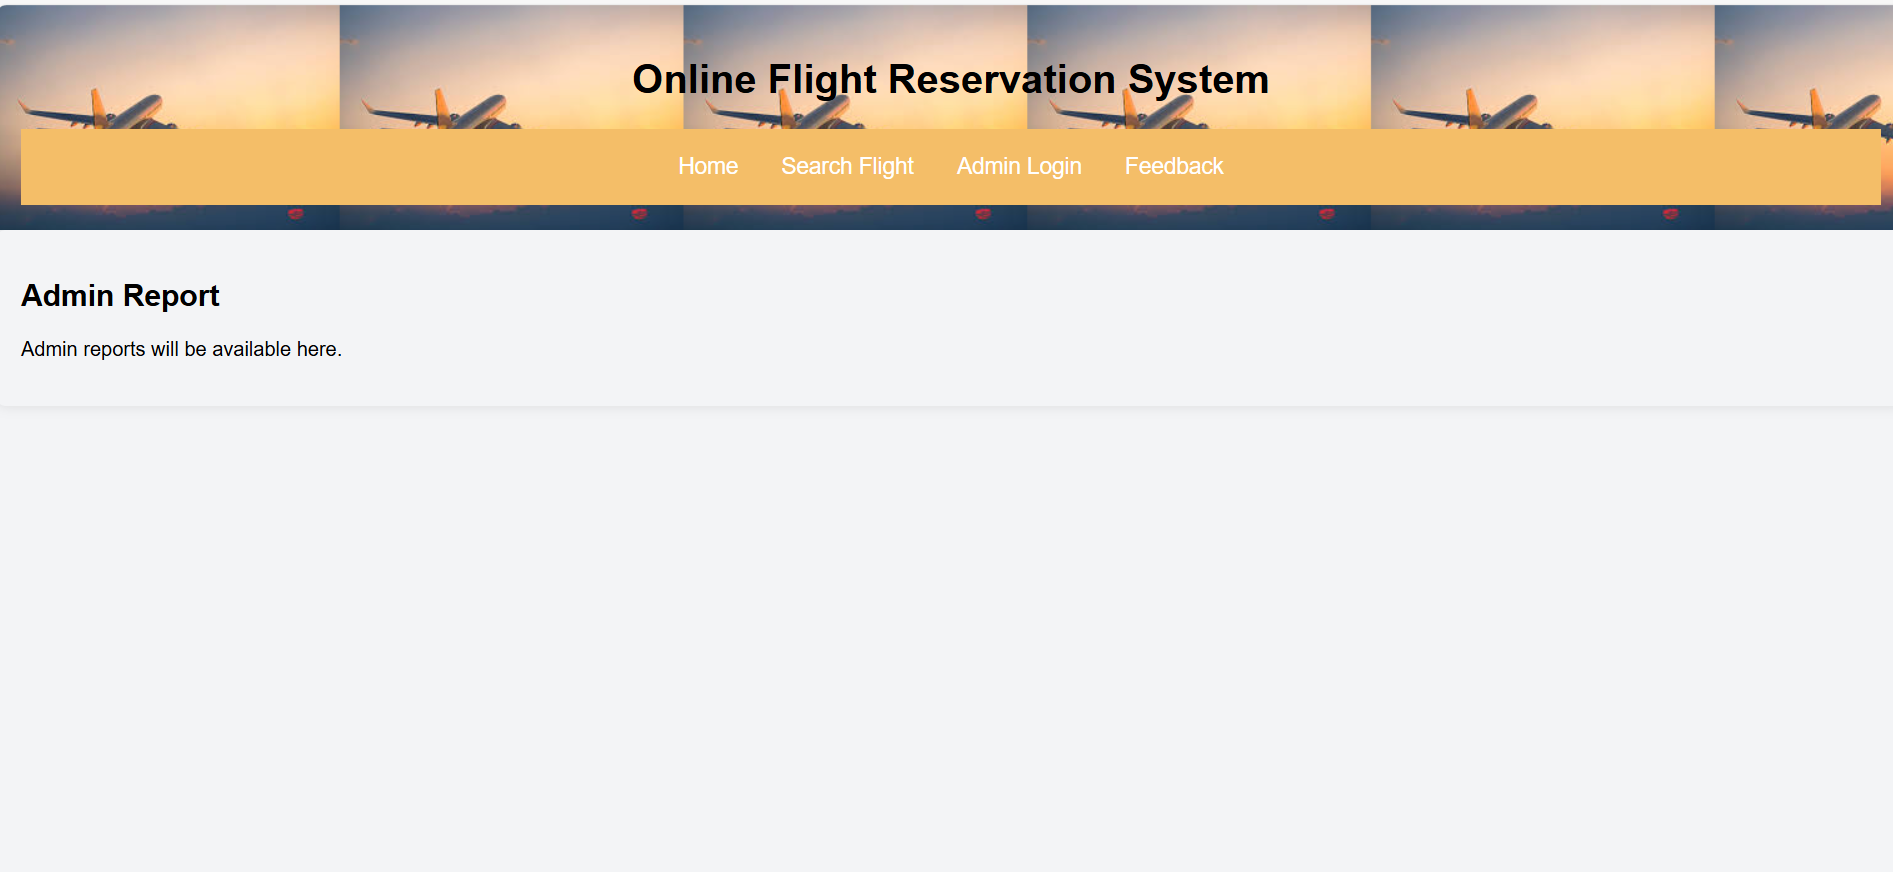 Online Flight Reservation System
Home Search Flight Admin Login Feedback
Admin Report
Admin reports will be available here.